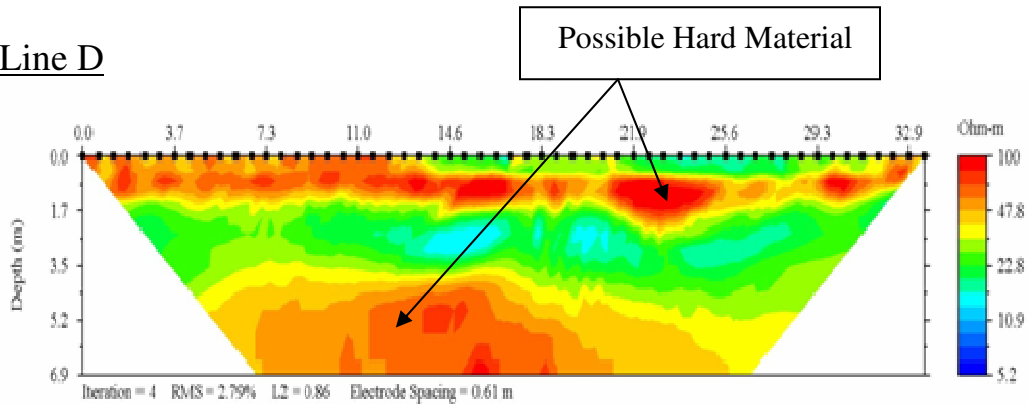 Possible Hard Material
Line D
0.0 3.7 7.3 11.0 14.6 18.3 21.9 25.6 29.3 32.9 Ohm-m
0.0 100
1.7 47.8
3.5 22.8
5.2 10.9
6.9 5.2
Depth (m)
Iteration = 4 RMS = 2.79% L2 = 0.86 Electrode Spacing = 0.61 m